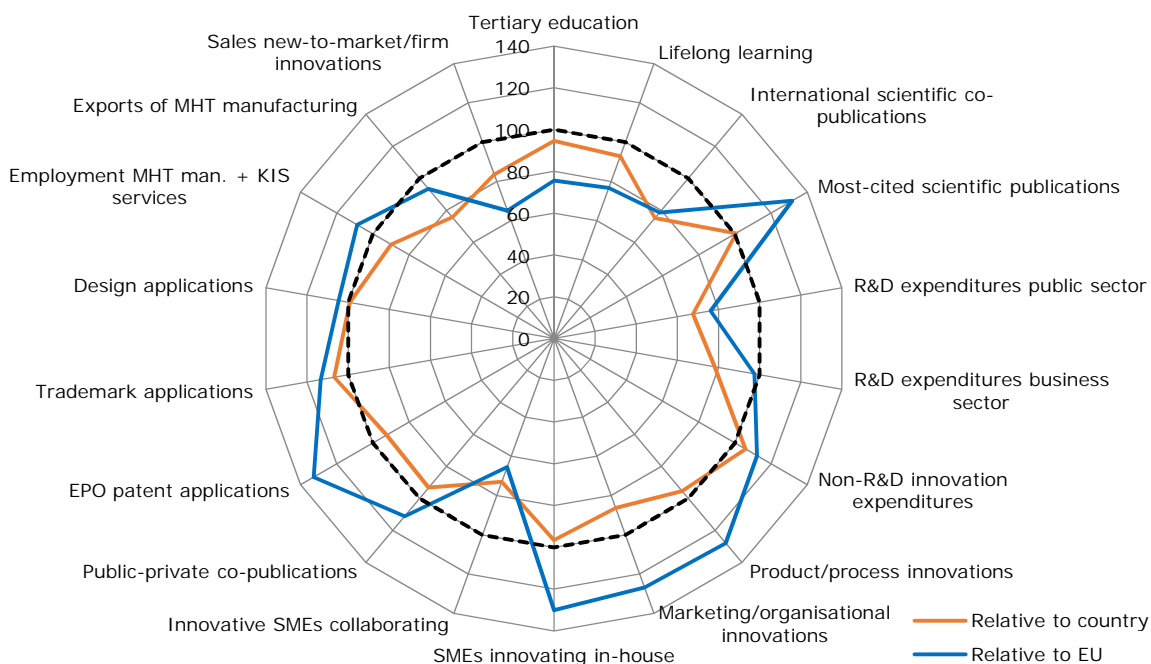 Tertiary education
140
120
100
80
60
40
20
0
Lifelong learning
International scientific co-
publications
Most-cited scientific publications
R&D expenditures public sector
R&D expenditures business
sector
Non-R&D innovation
expenditures
Product/process innovations
Marketing/organisational
innovations
SMEs innovating in-house
Innovative SMEs collaborating
Public-private co-publications
EPO patent applications
Trademark applications
Design applications
Employment MHT man. + KIS
services
Exports of MHT manufacturing
Sales new-to-market/firm
innovations
Relative to country
Relative to EU